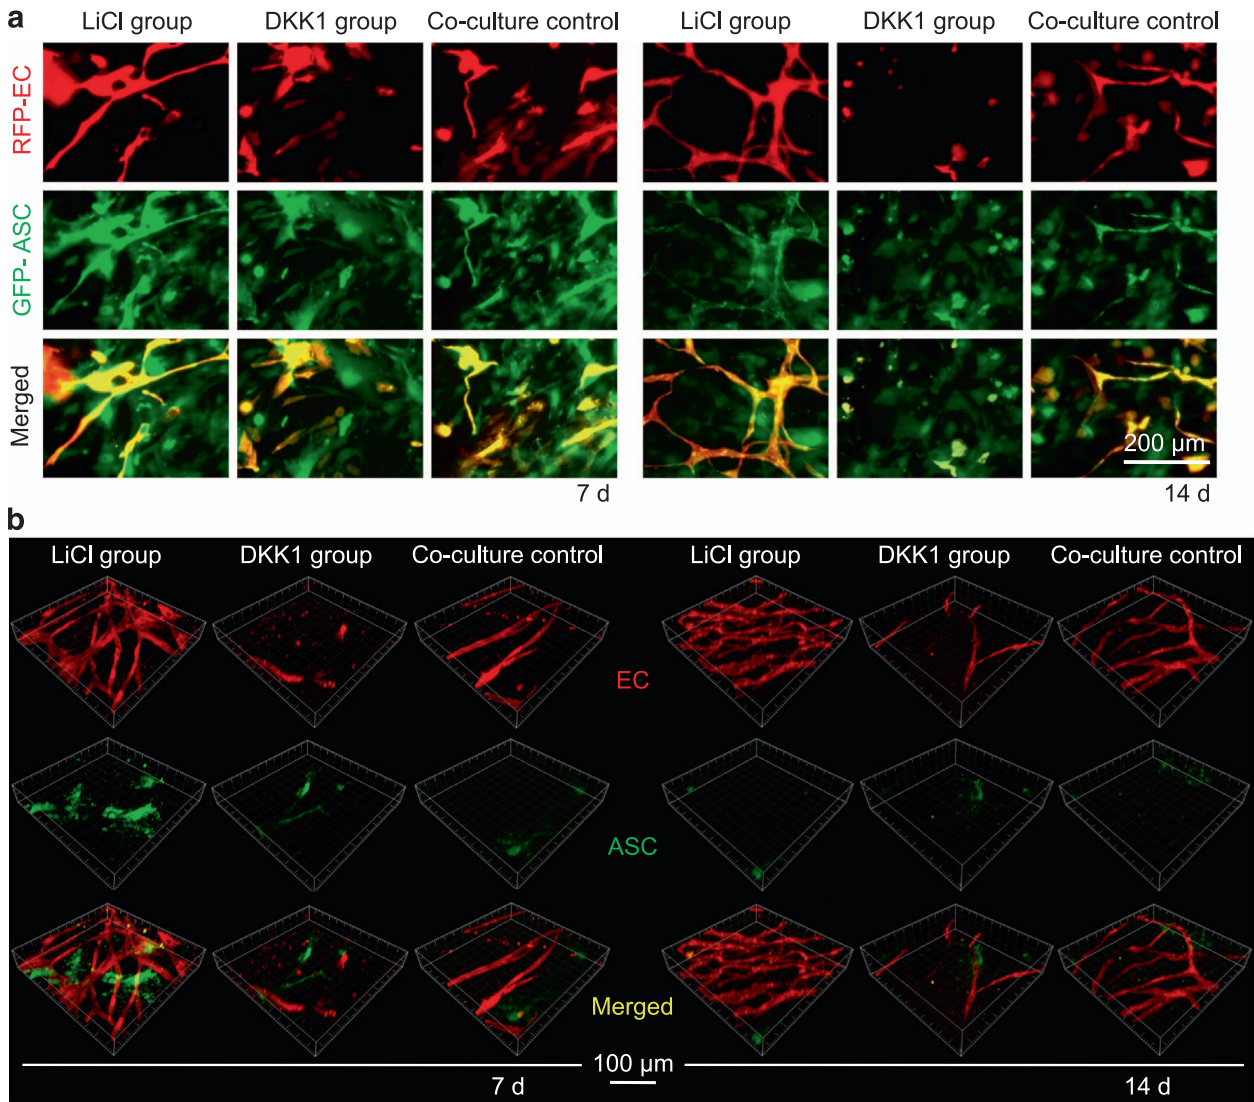 a
LiCl group DKK1 group Co-culture control LiCl group DKK1 group Co-culture control
RFP-EC
GFP-ASC
Merged
200 μm
7 d 14 d
b
LiCl group DKK1 group Co-culture control LiCl group DKK1 group Co-culture control
EC
ASC
Merged
100 μm
7 d 14 d